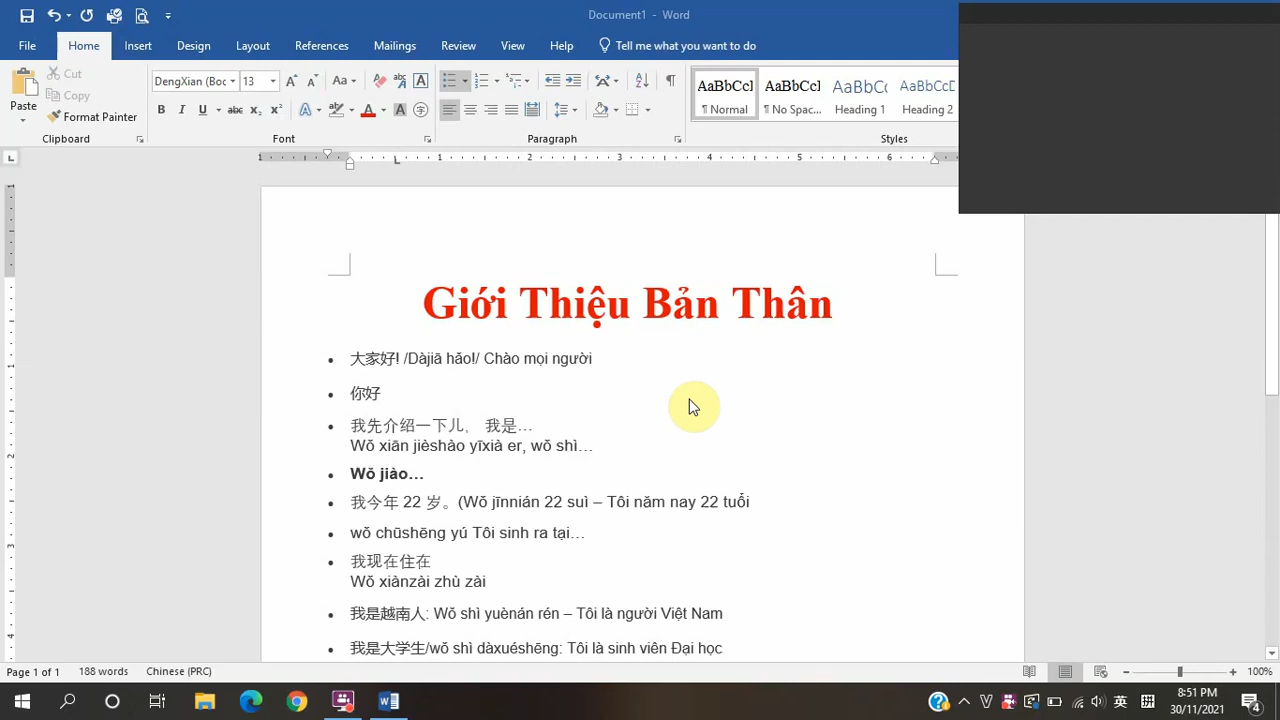 Document1 - Word
File Home Insert Design Layout References Mailings Review View Help Tell me what you want to do
Paste
Cut
Copy
Format Painter
Clipboard
DengXian (Boc 13
Font
Paragraph
AaBbCcI AaBbCcI AaBbCc AaBbCcI
¶ Normal ¶ No Spac... Heading 1 Heading 2
Styles
Giới Thiệu Bản Thân
• 大家好! /Dàjiā hǎo!/ Chào mọi người
• 你好
• 我先介绍一下儿， 我是…
Wǒ xiān jièshào yīxià er, wǒ shì…
• Wǒ jiào…
• 我今年 22 岁。(Wǒ jīnnián 22 suì – Tôi năm nay 22 tuổi
• wǒ chūshēng yú Tôi sinh ra tại…
• 我现在住在
Wǒ xiànzài zhù zài
• 我是越南人: Wǒ shì yuènán rén – Tôi là người Việt Nam
• 我是大学生/wǒ shì dàxuéshēng: Tôi là sinh viên Đại học
Page 1 of 1 188 words Chinese (PRC) 100%
英 拼 8:51 PM
30/11/2021